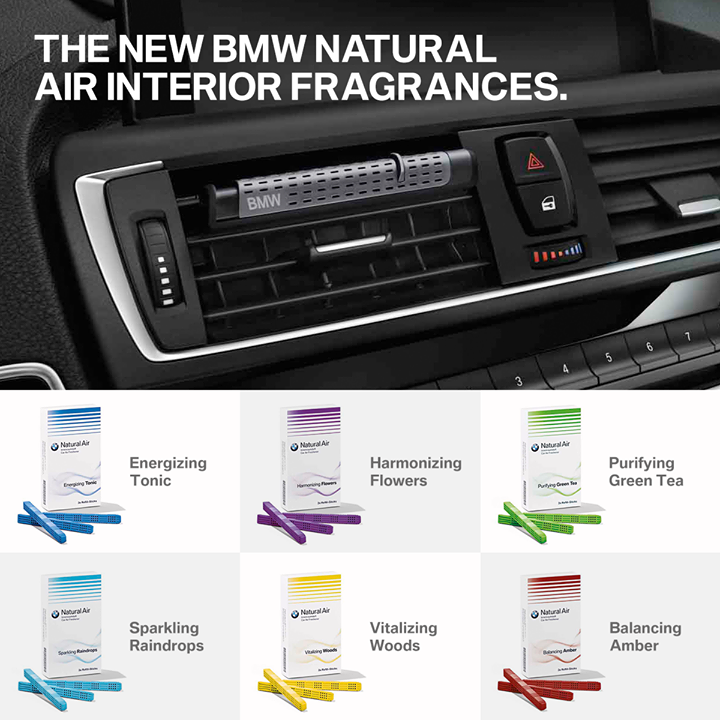 THE NEW BMW NATURAL
AIR INTERIOR FRAGRANCES.
BMW
3
4
5
6
7
Natural Air
Energizing Tonic
Energizing
Tonic
Natural Air
Harmonizing Flowers
Harmonizing
Flowers
Natural Air
Purifying Green Tea
Purifying
Green Tea
Natural Air
Sparkling Raindrops
Sparkling
Raindrops
Natural Air
Vitalizing Woods
Vitalizing
Woods
Natural Air
Balancing Amber
Balancing
Amber